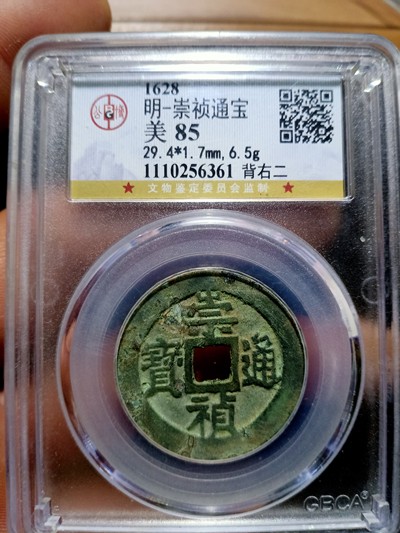 1628
明-崇祯通宝
美 85
29.4*1.7mm, 6.5g
1110256361 背右二
★ 文物鉴定委员会监制 ★
崇
寶 通
禎
GBCA®